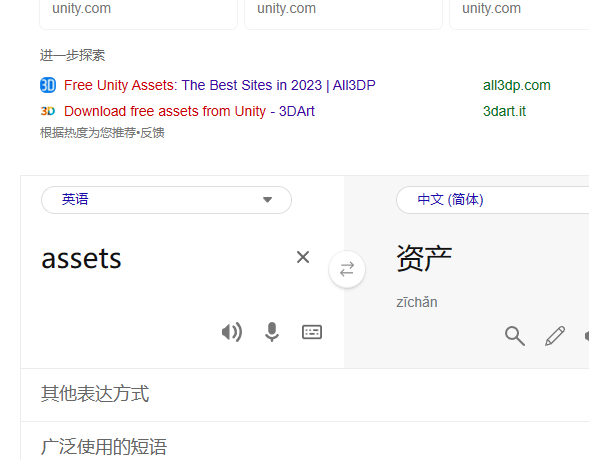 unity.com unity.com unity.com
进一步探索
Free Unity Assets: The Best Sites in 2023 | All3DP all3dp.com
Download free assets from Unity - 3DArt 3dart.it
根据热度为您推荐•反馈
英语 中文 (简体)
assets 资产
zīchǎn
其他表达方式
广泛使用的短语